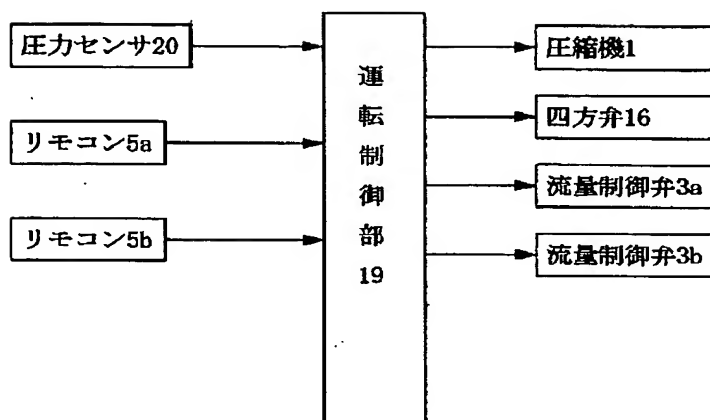 圧力センサ20
リモコン5a
リモコン5b
運転制御部19
圧縮機1
四方弁16
流量制御弁3a
流量制御弁3b